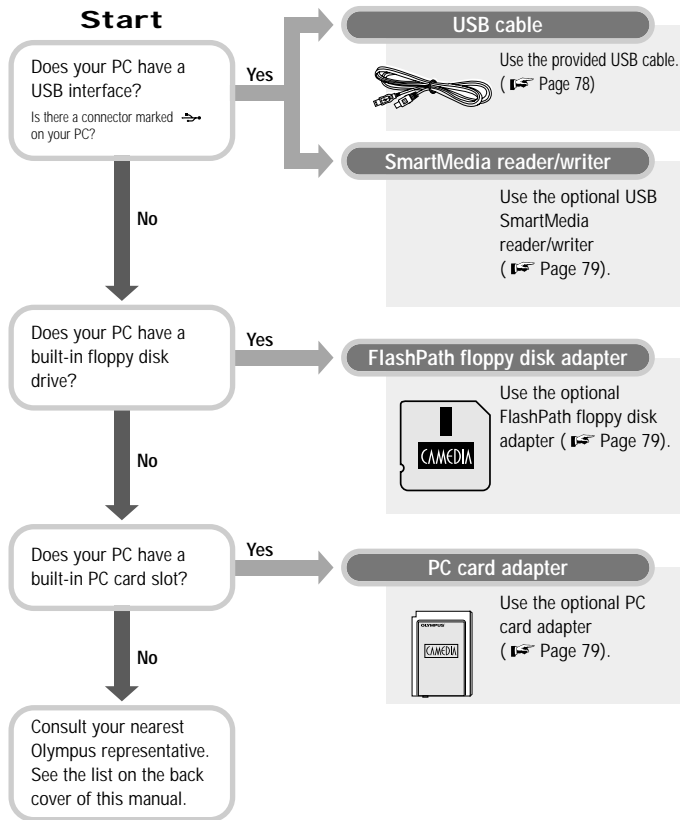 Start
Does your PC have a
USB interface?
Is there a connector marked
on your PC?
Yes
USB cable
Use the provided USB cable.
( ☞ Page 78)
SmartMedia reader/writer
Use the optional USB
SmartMedia
reader/writer
( ☞ Page 79).
No
Does your PC have a
built-in floppy disk
drive?
Yes
FlashPath floppy disk adapter
CAMEDIA
Use the optional
FlashPath floppy disk
adapter ( ☞ Page 79).
No
Does your PC have a
built-in PC card slot?
Yes
PC card adapter
OLYMPUS
CAMEDIA
Use the optional PC
card adapter
( ☞ Page 79).
No
Consult your nearest
Olympus representative.
See the list on the back
cover of this manual.